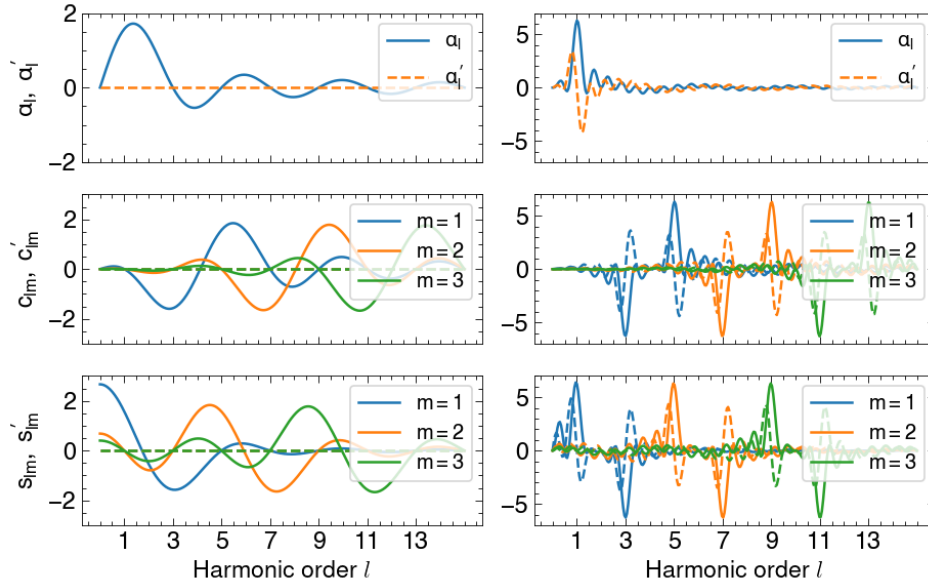 α_l, α_l′
2
0
−2
α_l
α_l′
5
0
−5
α_l
α_l′
c_lm, c_lm′
2
0
−2
m = 1
m = 2
m = 3
5
0
−5
m = 1
m = 2
m = 3
s_lm, s_lm′
2
0
−2
m = 1
m = 2
m = 3
5
0
−5
m = 1
m = 2
m = 3
1 3 5 7 9 11 13
1 3 5 7 9 11 13
Harmonic order l
Harmonic order l